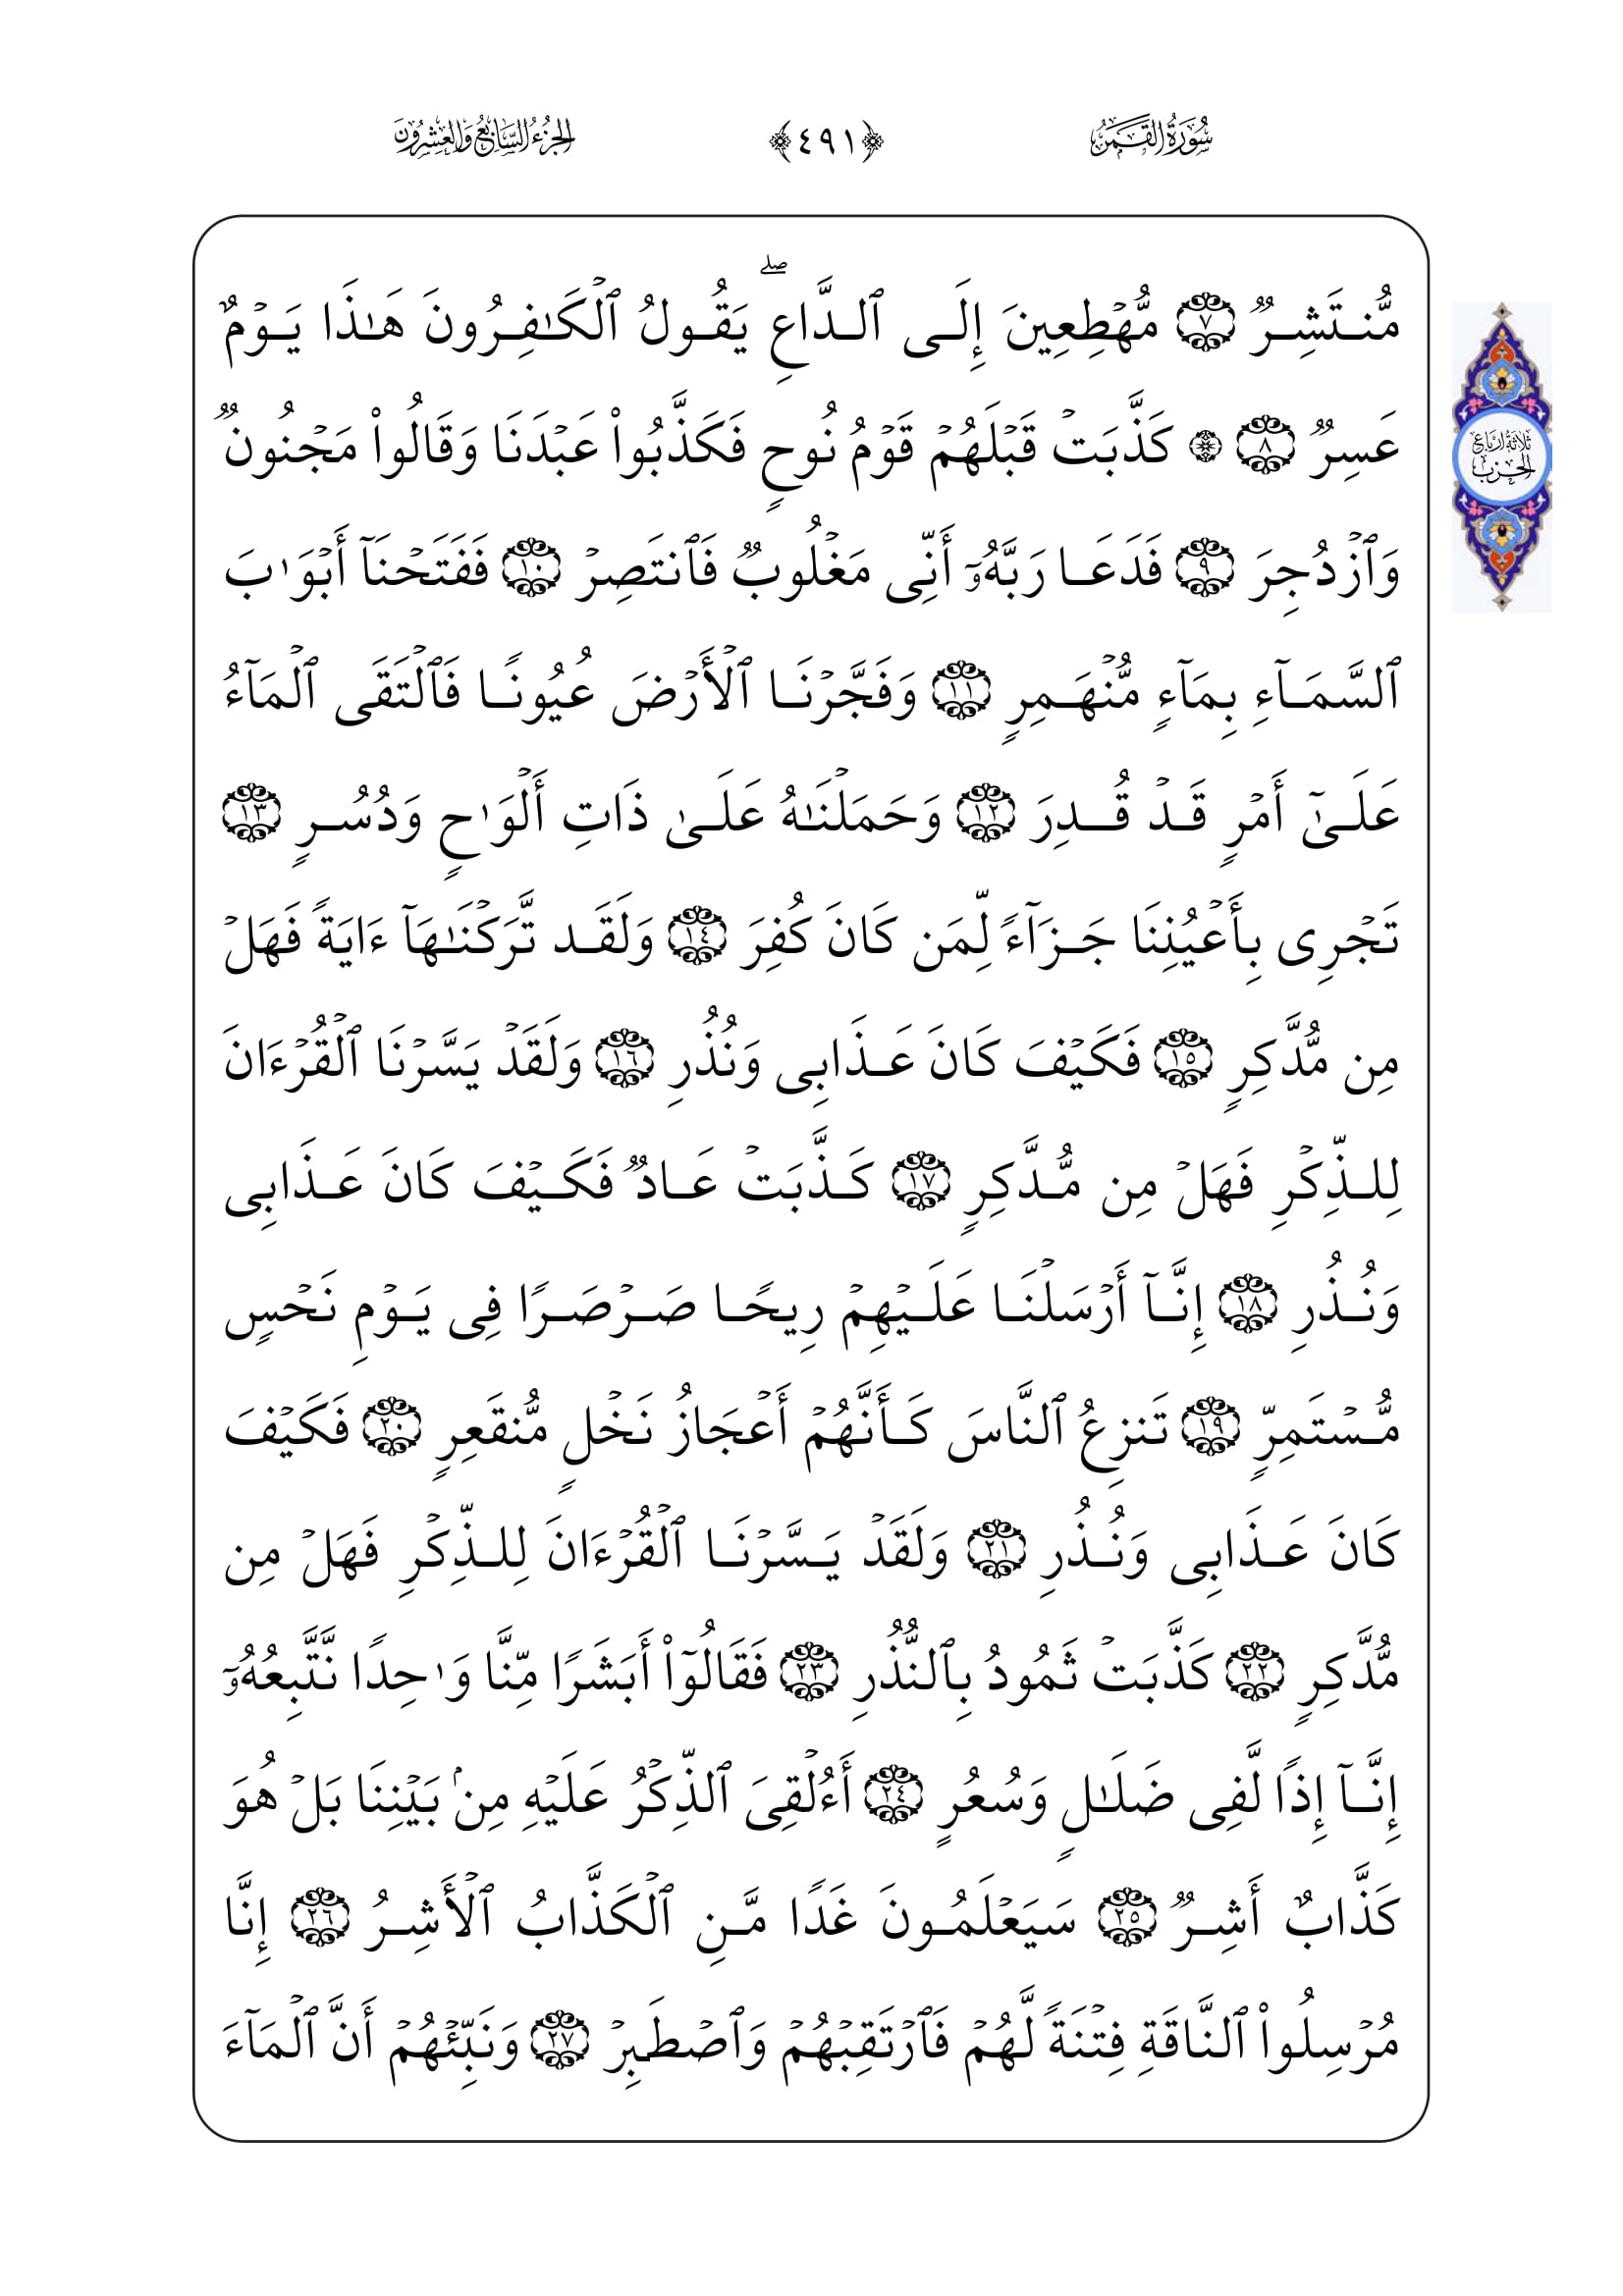 سُورَةُ القَمَرِ
﴿٤٩١﴾
الجُزْءُ السَّابِعُ وَالعِشْرُونَ
مُّنتَشِرٌ ٧ مُّهْطِعِينَ إِلَى ٱلدَّاعِ ۖ يَقُولُ ٱلْكَـٰفِرُونَ هَـٰذَا يَوْمٌ
عَسِرٌ ٨ ۞ كَذَّبَتْ قَبْلَهُمْ قَوْمُ نُوحٍ فَكَذَّبُوا۟ عَبْدَنَا وَقَالُوا۟ مَجْنُونٌ
وَٱزْدُجِرَ ٩ فَدَعَا رَبَّهُۥٓ أَنِّى مَغْلُوبٌ فَٱنتَصِرْ ١٠ فَفَتَحْنَآ أَبْوَٰبَ
ٱلسَّمَآءِ بِمَآءٍ مُّنْهَمِرٍ ١١ وَفَجَّرْنَا ٱلْأَرْضَ عُيُونًا فَٱلْتَقَى ٱلْمَآءُ
عَلَىٰٓ أَمْرٍ قَدْ قُدِرَ ١٢ وَحَمَلْنَـٰهُ عَلَىٰ ذَاتِ أَلْوَٰحٍ وَدُسُرٍ ١٣
تَجْرِى بِأَعْيُنِنَا جَزَآءً لِّمَن كَانَ كُفِرَ ١٤ وَلَقَد تَّرَكْنَـٰهَآ ءَايَةً فَهَلْ
مِن مُّدَّكِرٍ ١٥ فَكَيْفَ كَانَ عَذَابِى وَنُذُرِ ١٦ وَلَقَدْ يَسَّرْنَا ٱلْقُرْءَانَ
لِلذِّكْرِ فَهَلْ مِن مُّدَّكِرٍ ١٧ كَذَّبَتْ عَادٌ فَكَيْفَ كَانَ عَذَابِى
وَنُذُرِ ١٨ إِنَّآ أَرْسَلْنَا عَلَيْهِمْ رِيحًا صَرْصَرًا فِى يَوْمِ نَحْسٍ
مُّسْتَمِرٍّ ١٩ تَنزِعُ ٱلنَّاسَ كَأَنَّهُمْ أَعْجَازُ نَخْلٍ مُّنقَعِرٍ ٢٠ فَكَيْفَ
كَانَ عَذَابِى وَنُذُرِ ٢١ وَلَقَدْ يَسَّرْنَا ٱلْقُرْءَانَ لِلذِّكْرِ فَهَلْ مِن
مُّدَّكِرٍ ٢٢ كَذَّبَتْ ثَمُودُ بِٱلنُّذُرِ ٢٣ فَقَالُوٓا۟ أَبَشَرًا مِّنَّا وَٰحِدًا نَّتَّبِعُهُۥٓ
إِنَّآ إِذًا لَّفِى ضَلَـٰلٍ وَسُعُرٍ ٢٤ أَءُلْقِىَ ٱلذِّكْرُ عَلَيْهِ مِنۢ بَيْنِنَا بَلْ هُوَ
كَذَّابٌ أَشِرٌ ٢٥ سَيَعْلَمُونَ غَدًا مَّنِ ٱلْكَذَّابُ ٱلْأَشِرُ ٢٦ إِنَّا
مُرْسِلُوا۟ ٱلنَّاقَةِ فِتْنَةً لَّهُمْ فَٱرْتَقِبْهُمْ وَٱصْطَبِرْ ٢٧ وَنَبِّئْهُمْ أَنَّ ٱلْمَآءَ
ثَلَاثَةُ أَرْبَاعِ
الحِزْبِ